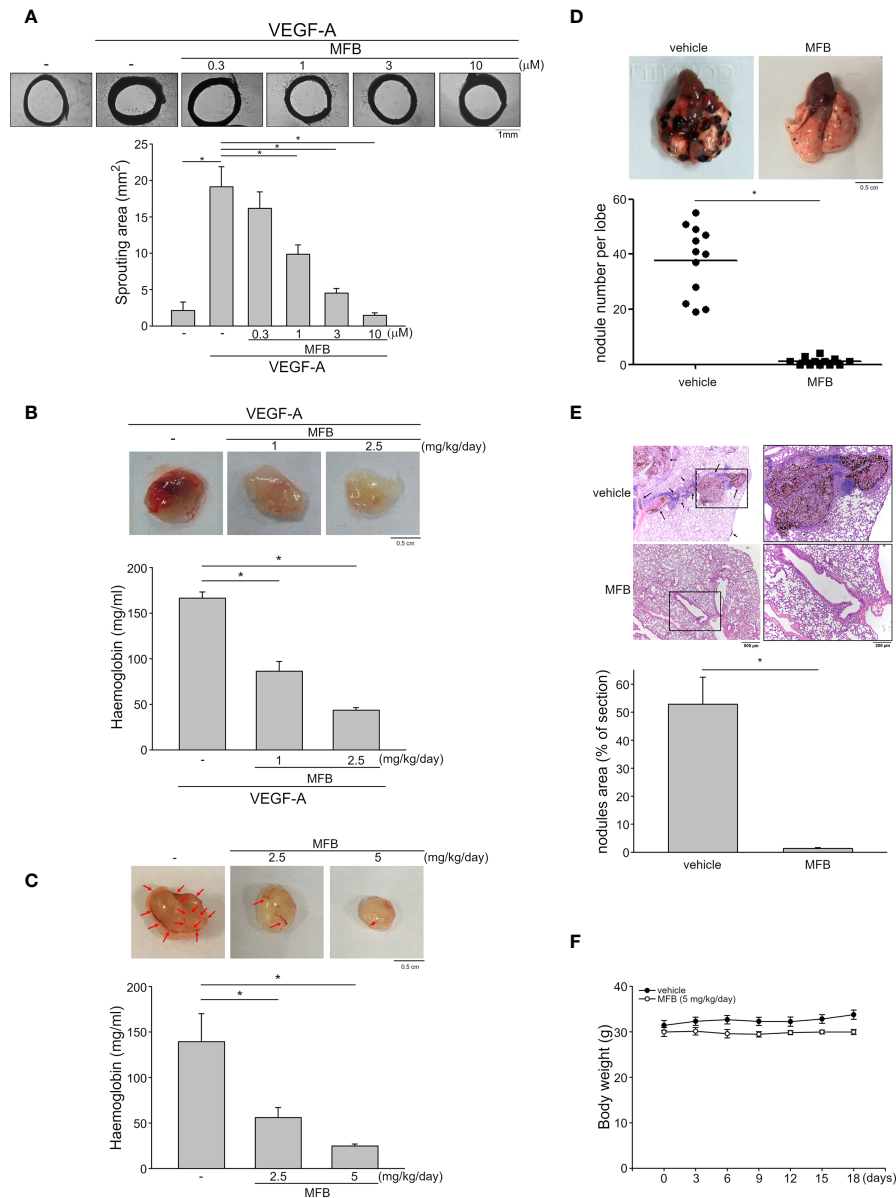 A
VEGF-A
MFB
- - 0.3 1 3 10 (μM)
1mm
Sprouting area (mm2)
25
20
15
10
5
0
* * * *
- - 0.3 1 3 10 (μM)
MFB
VEGF-A
B
VEGF-A
MFB
- 1 2.5 (mg/kg/day)
0.5 cm
Haemoglobin (mg/ml)
200
150
100
50
0
*
*
- 1 2.5 (mg/kg/day)
MFB
VEGF-A
C
MFB
- 2.5 5 (mg/kg/day)
0.5 cm
Haemoglobin (mg/ml)
200
150
100
50
0
*
*
- 2.5 5 (mg/kg/day)
MFB
D
vehicle MFB
0.5 cm
*
nodule number per lobe
60
40
20
0
vehicle MFB
E
vehicle
MFB
500 μm 200 μm
*
nodules area (% of section)
60
50
40
30
20
10
0
vehicle MFB
F
vehicle
MFB (5 mg/kg/day)
Body weight (g)
40
30
20
10
0
0 3 6 9 12 15 18 (days)